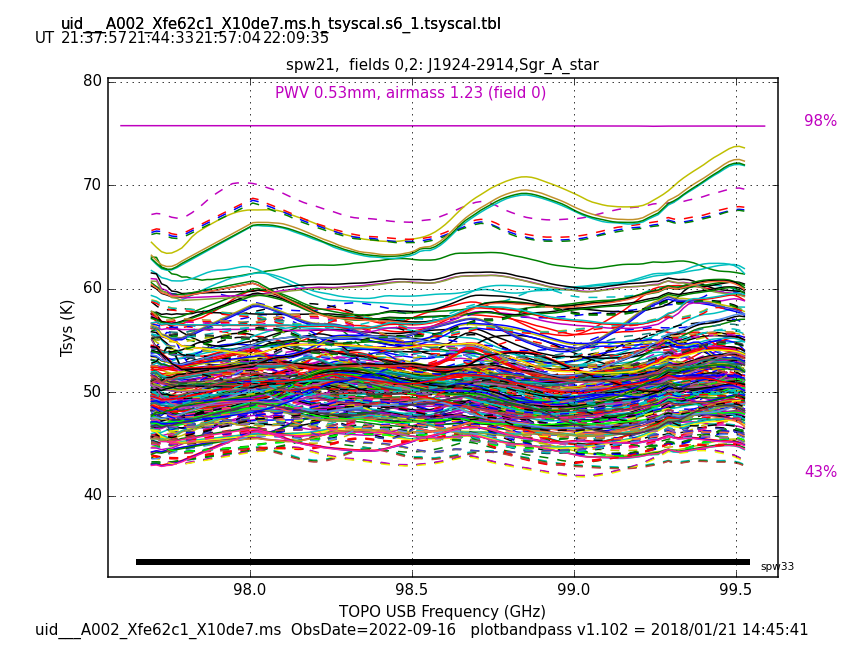 uid___A002_Xfe62c1_X10de7.ms.h_tsyscal.s6_1.tsyscal.tbl
UT 21:37:57 21:44:33 21:57:04 22:09:35
spw21,  fields 0,2: J1924-2914,Sgr_A_star
PWV 0.53mm, airmass 1.23 (field 0)
80
98%
70
60
Tsys (K)
50
43%
40
spw33
98.0 98.5 99.0 99.5
TOPO USB Frequency (GHz)
uid___A002_Xfe62c1_X10de7.ms  ObsDate=2022-09-16   plotbandpass v1.102 = 2018/01/21 14:45:41